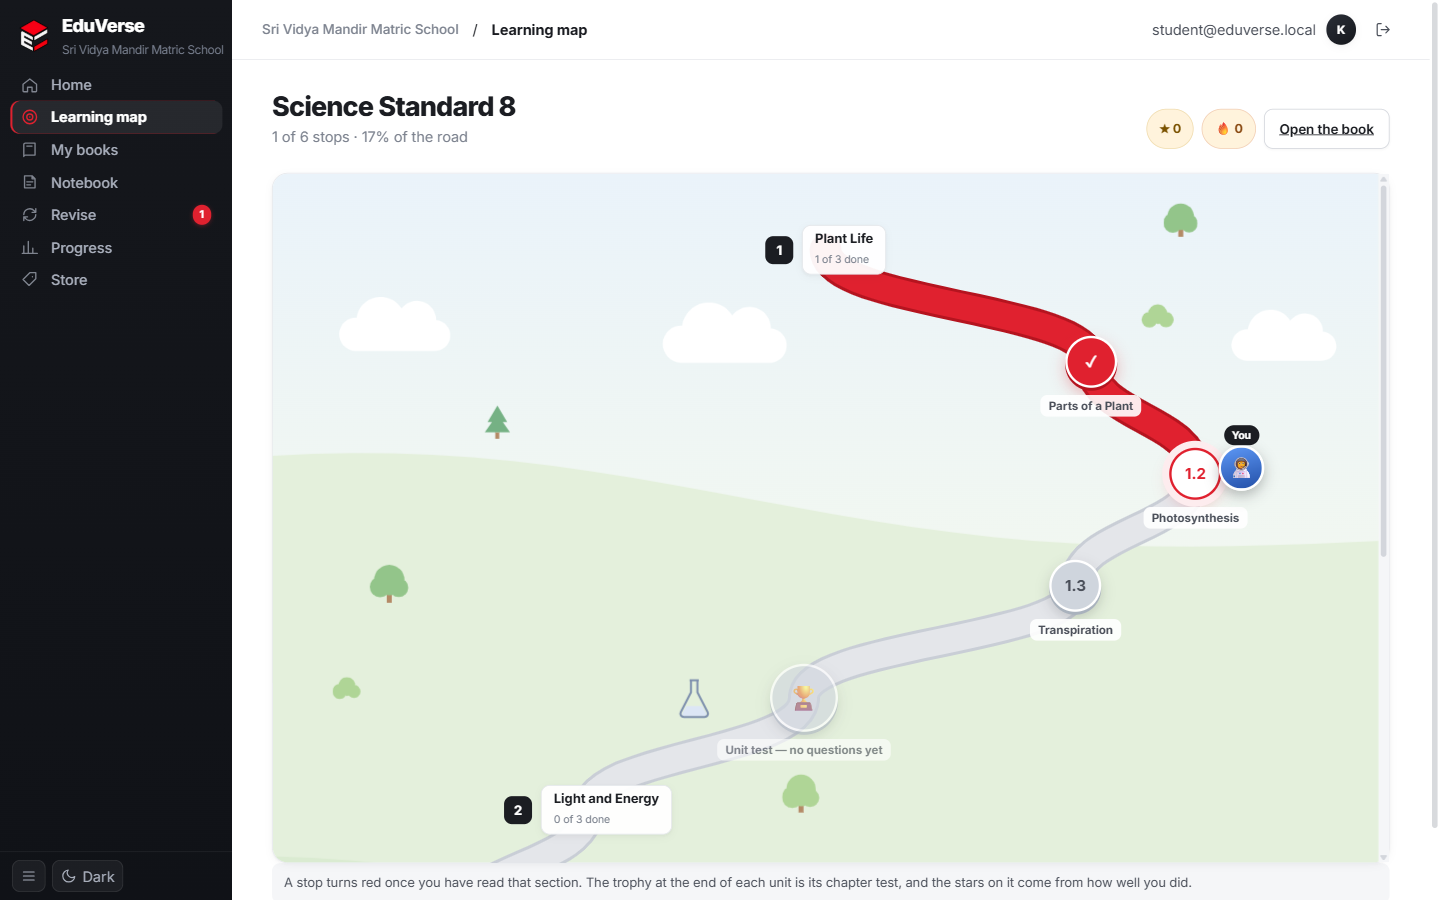 EduVerse
Sri Vidya Mandir Matric School
Home
Learning map
My books
Notebook
Revise 1
Progress
Store
Dark
Sri Vidya Mandir Matric School / Learning map
student@eduverse.local K
Science Standard 8
1 of 6 stops · 17% of the road
★ 0
0
Open the book
1
Plant Life
1 of 3 done
✓
Parts of a Plant
You
1.2
Photosynthesis
1.3
Transpiration
Unit test — no questions yet
2
Light and Energy
0 of 3 done
A stop turns red once you have read that section. The trophy at the end of each unit is its chapter test, and the stars on it come from how well you did.